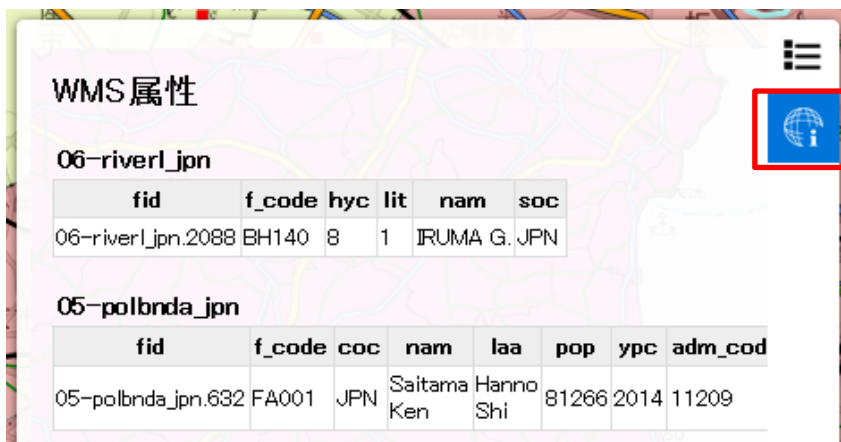 WMS属性
06-riverl_jpn
fid f_code hyc lit nam soc
06-riverl_jpn.2088 BH140 8 1 IRUMA G. JPN
05-polbnda_jpn
fid f_code coc nam laa pop ypc adm_cod
05-polbnda_jpn.632 FA001 JPN Saitama Ken Hanno Shi 81266 2014 11209